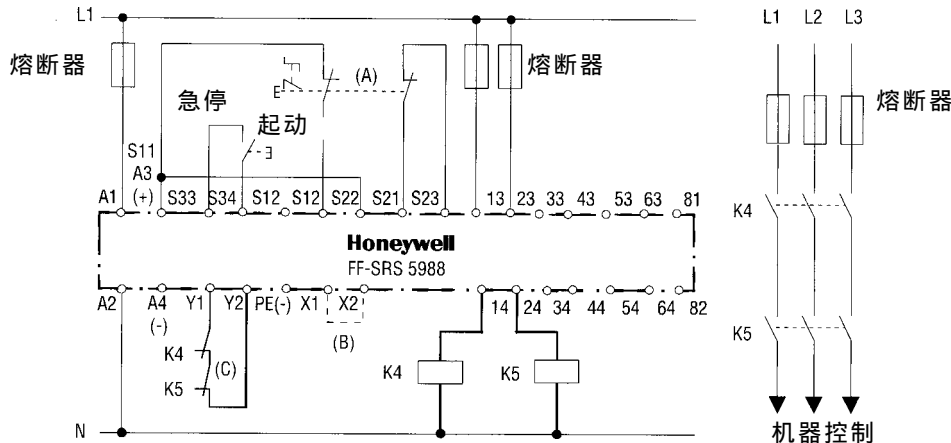 L1
L1 L2 L3
熔断器
(A)
熔断器
熔断器
急停
E
起动
E
S11
A3
A1 (+) S33 S34 S12 S12 S22 S21 S23 13 23 33 43 53 63 81
K4
Honeywell
FF-SRS 5988
A2 A4 Y1 Y2 PE(-) X1 X2 14 24 34 44 54 64 82
(-)
(B)
K5
K4 (C)
K4 K5
K5
N
机器控制